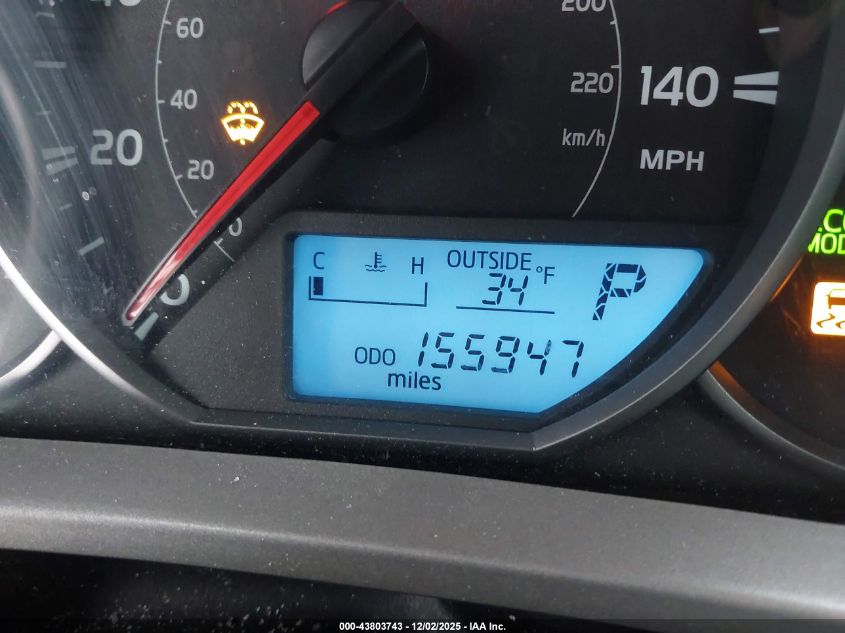 60
200
40
220
140
km/h
20
20
MPH
0
0
C H OUTSIDE
34 °F P
ODO 155947
miles
000-43803743 • 12/02/2025 • IAA Inc.